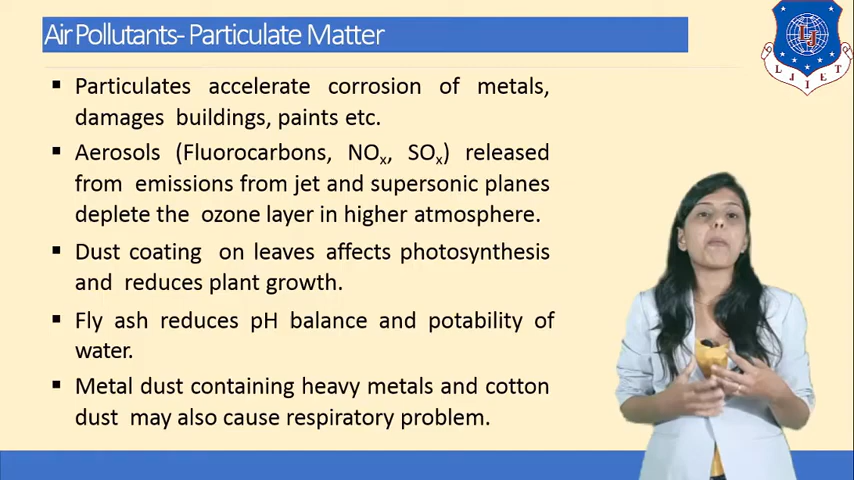 Air Pollutants- Particulate Matter
LJ
LJIET
▪ Particulates accelerate corrosion of metals,
damages buildings, paints etc.
▪ Aerosols (Fluorocarbons, NOx, SOx) released
from emissions from jet and supersonic planes
deplete the ozone layer in higher atmosphere.
▪ Dust coating on leaves affects photosynthesis
and reduces plant growth.
▪ Fly ash reduces pH balance and potability of
water.
▪ Metal dust containing heavy metals and cotton
dust may also cause respiratory problem.